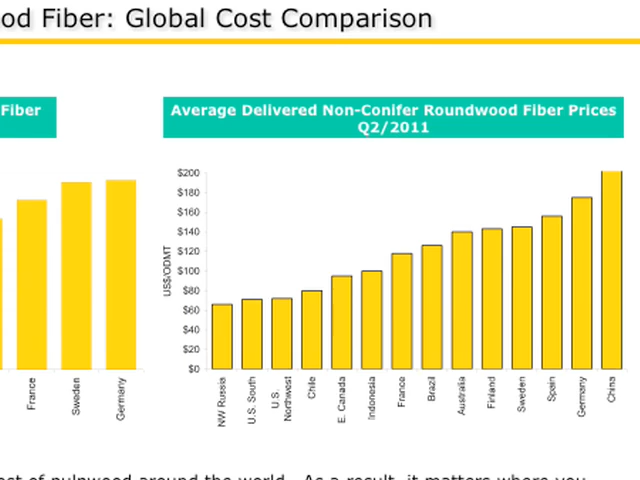 od Fiber: Global Cost Comparison
Fiber
Average Delivered Non-Conifer Roundwood Fiber Prices
Q2/2011
US$/ODMT
$200
$180
$160
$140
$120
$100
$80
$60
$40
$20
$0
France
Sweden
Germany
NW Russia
U.S. South
U.S.
Northwest
Chile
E. Canada
Indonesia
France
Brazil
Australia
Finland
Sweden
Spain
Germany
China
ost of pulpwood around the world. As a result, it matters where you